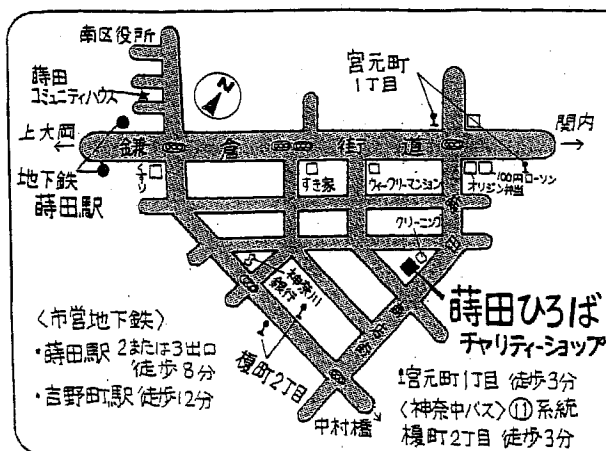 南区役所
蒔田
コミュニティハウス
N
宮元町
1丁目
上大岡
鎌倉街道
関内
地下鉄
蒔田駅
すき家
ウィークリーマンション
オリジン弁当
100円ローソン
クリーニング
神奈川
銀行
蒔田ひろば
チャリティーショップ
〈市営地下鉄〉
・蒔田駅 2または3出口
徒歩8分
・吉野町駅 徒歩12分
榎町2丁目
中村橋
宮元町1丁目 徒歩3分
〈神奈中バス〉⑪系統
榎町2丁目 徒歩3分